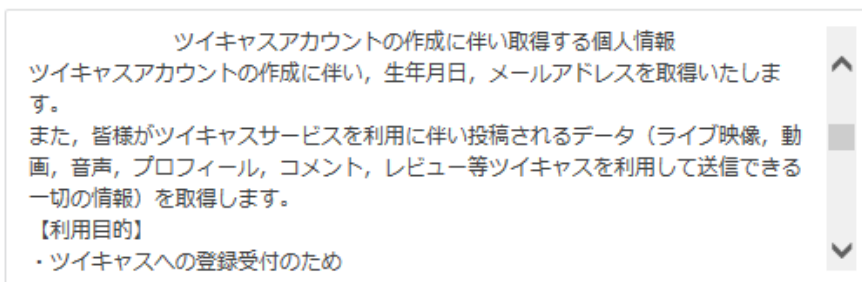 ツイキャスアカウントの作成に伴い取得する個人情報
ツイキャスアカウントの作成に伴い，生年月日，メールアドレスを取得いたしま
す。
また，皆様がツイキャスサービスを利用に伴い投稿されるデータ（ライブ映像，動
画，音声，プロフィール，コメント，レビュー等ツイキャスを利用して送信できる
一切の情報）を取得します。
【利用目的】
・ツイキャスへの登録受付のため